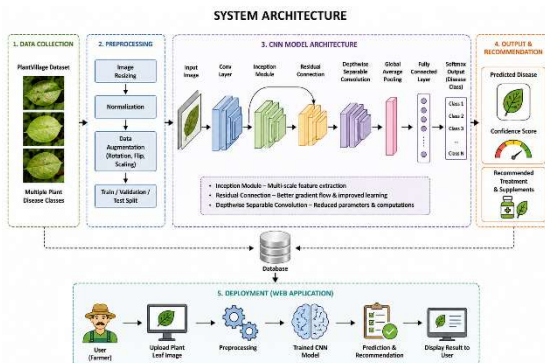 SYSTEM ARCHITECTURE
1. DATA COLLECTION
PlantVillage Dataset
Multiple Plant
Disease Classes
2. PREPROCESSING
Image
Resizing
Normalization
Data
Augmentation
(Rotation, Flip,
Scaling)
Train / Validation /
Test Split
3. CNN MODEL ARCHITECTURE
Input
Image
Conv
Layer
Inception
Module
Residual
Connection
Depthwise
Separable
Convolution
Global
Average
Pooling
Fully
Connected
Layer
Softmax
Output
(Disease
Class)
Class 1
Class 2
Class 3
...
Class N
• Inception Module – Multi-scale feature extraction
• Residual Connection – Better gradient flow & improved learning
• Depthwise Separable Convolution – Reduced parameters & computations
4. OUTPUT &
RECOMMENDATION
Predicted Disease
Confidence Score
Recommended
Treatment &
Supplements
Database
5. DEPLOYMENT (WEB APPLICATION)
User
(Farmer)
Upload Plant
Leaf Image
Preprocessing
Trained CNN
Model
Prediction &
Recommendation
Display Result to
User